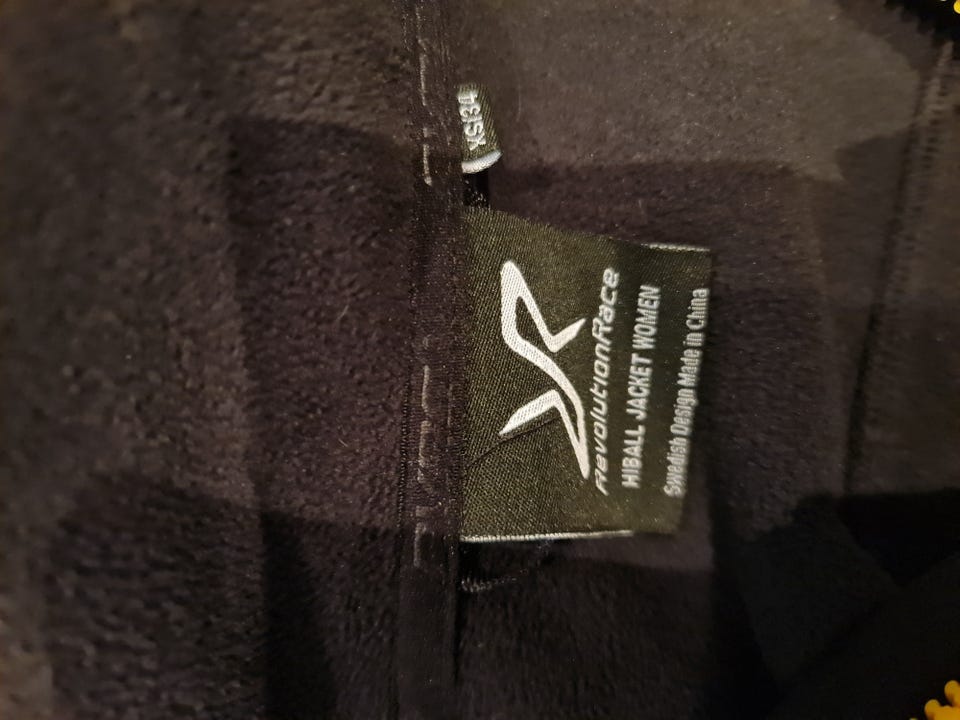 XS|34
RevolutionRace
HIBALL JACKET WOMEN
Swedish Design Made in China